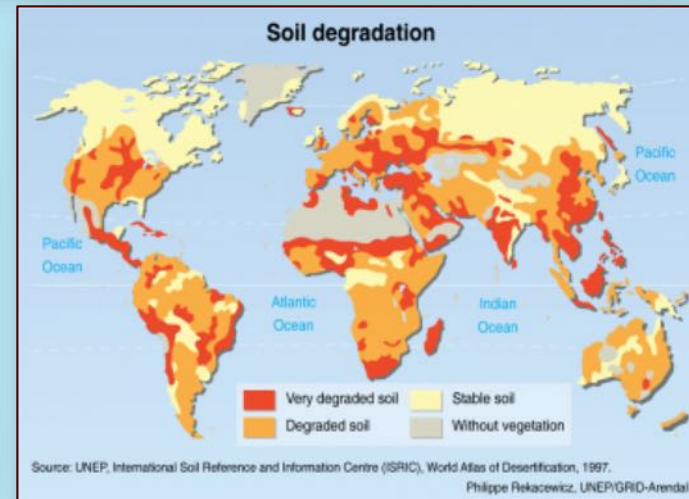 Soil degradation
Pacific
Ocean
Pacific
Ocean
Atlantic
Ocean
Indian
Ocean
Very degraded soil
Stable soil
Degraded soil
Without vegetation
Source: UNEP, International Soil Reference and Information Centre (ISRIC), World Atlas of Desertification, 1997.
Philippe Rekacewicz, UNEP/GRID-Arendal